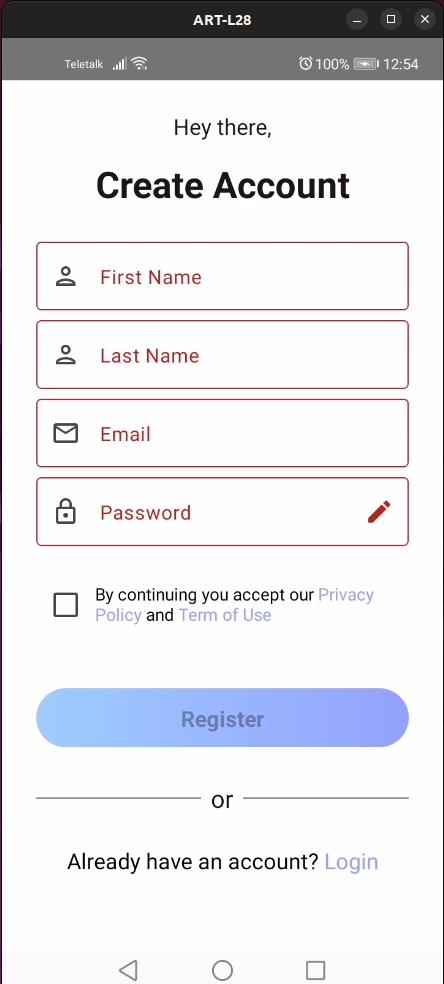 ART-L28
Teletalk 100% 12:54
Hey there,
Create Account
First Name
Last Name
Email
Password
By continuing you accept our Privacy
Policy and Term of Use
Register
or
Already have an account? Login